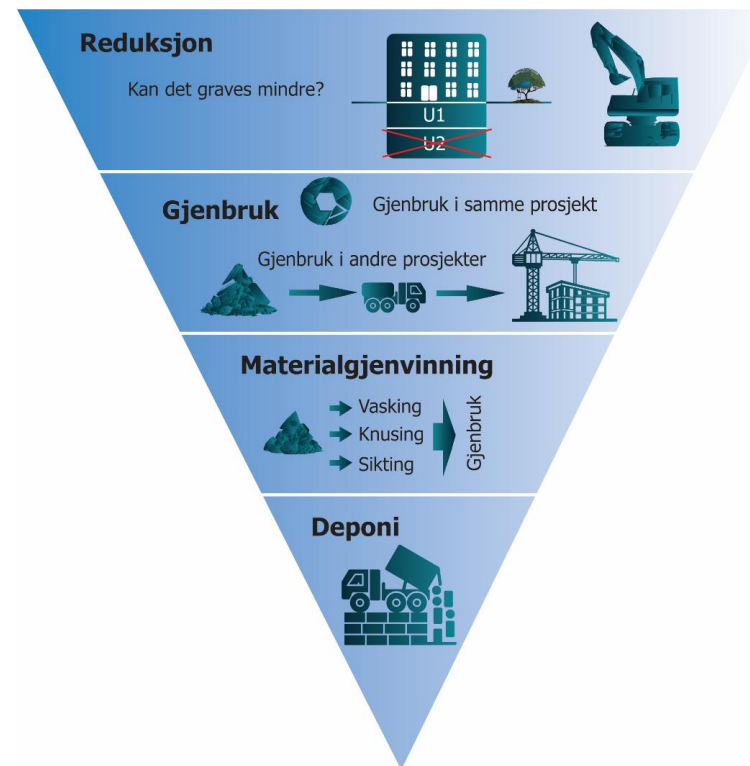 Reduksjon
Kan det graves mindre?
U1
U2
Gjenbruk
Gjenbruk i samme prosjekt
Gjenbruk i andre prosjekter
Materialgjenvinning
Vasking
Knusing
Sikting
Gjenbruk
Deponi